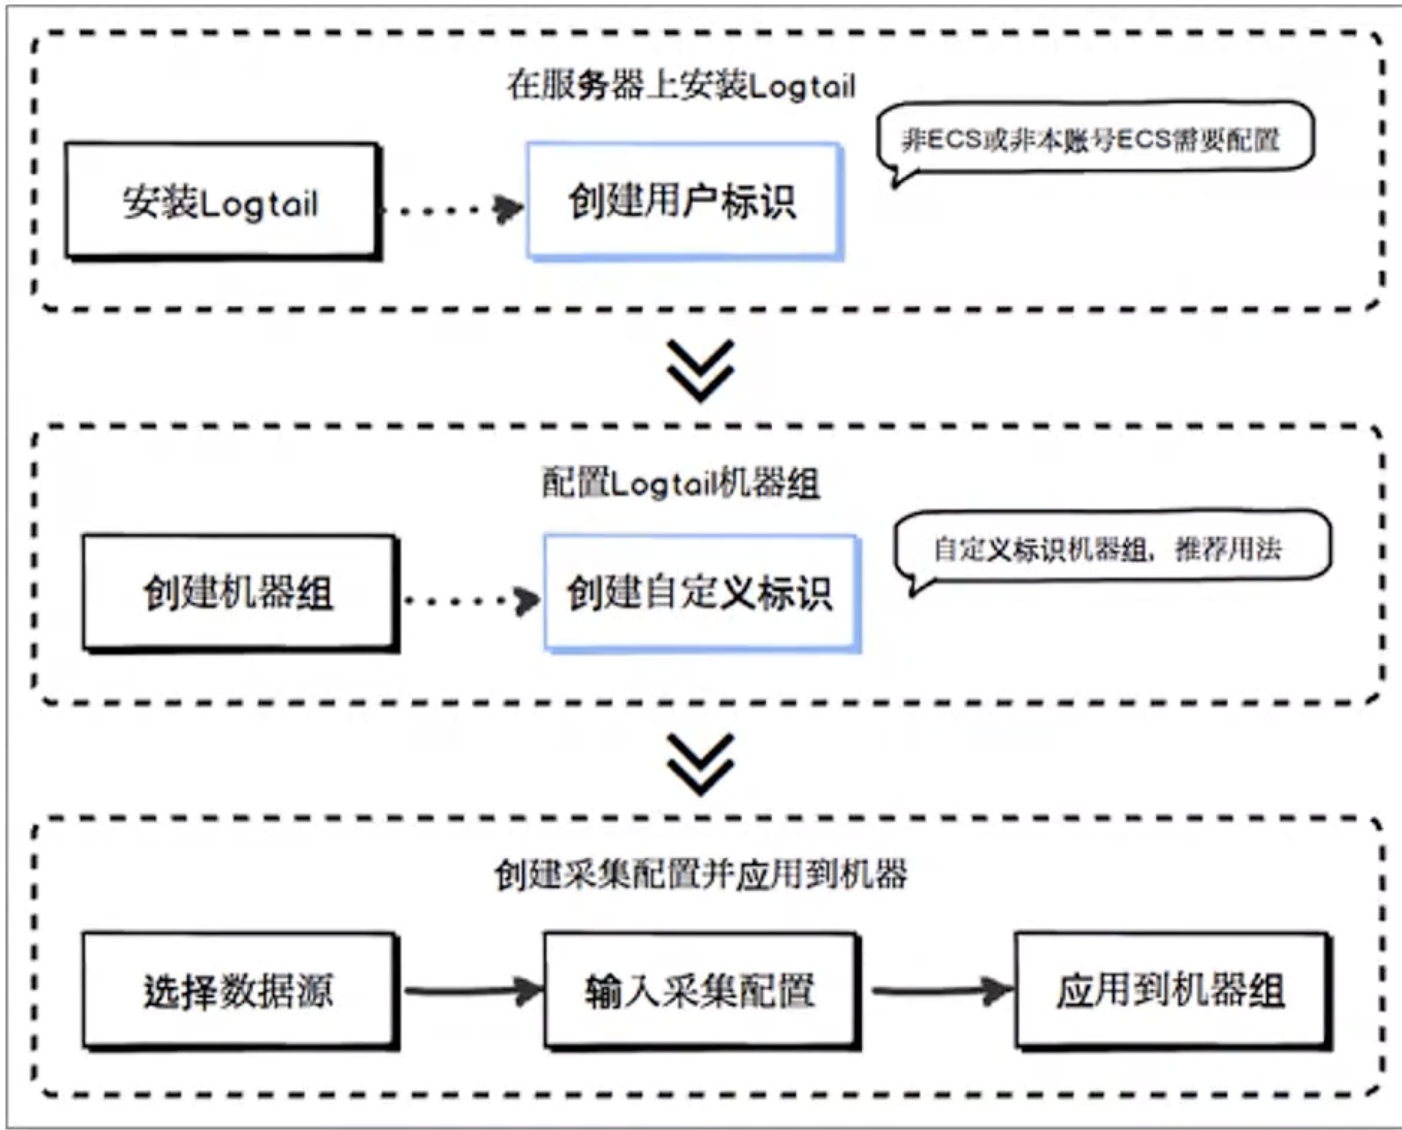 在服务器上安装Logtail
非ECS或非本账号ECS需要配置
安装Logtail
创建用户标识
配置Logtail机器组
自定义标识机器组，推荐用法
创建机器组
创建自定义标识
创建采集配置并应用到机器
选择数据源
输入采集配置
应用到机器组